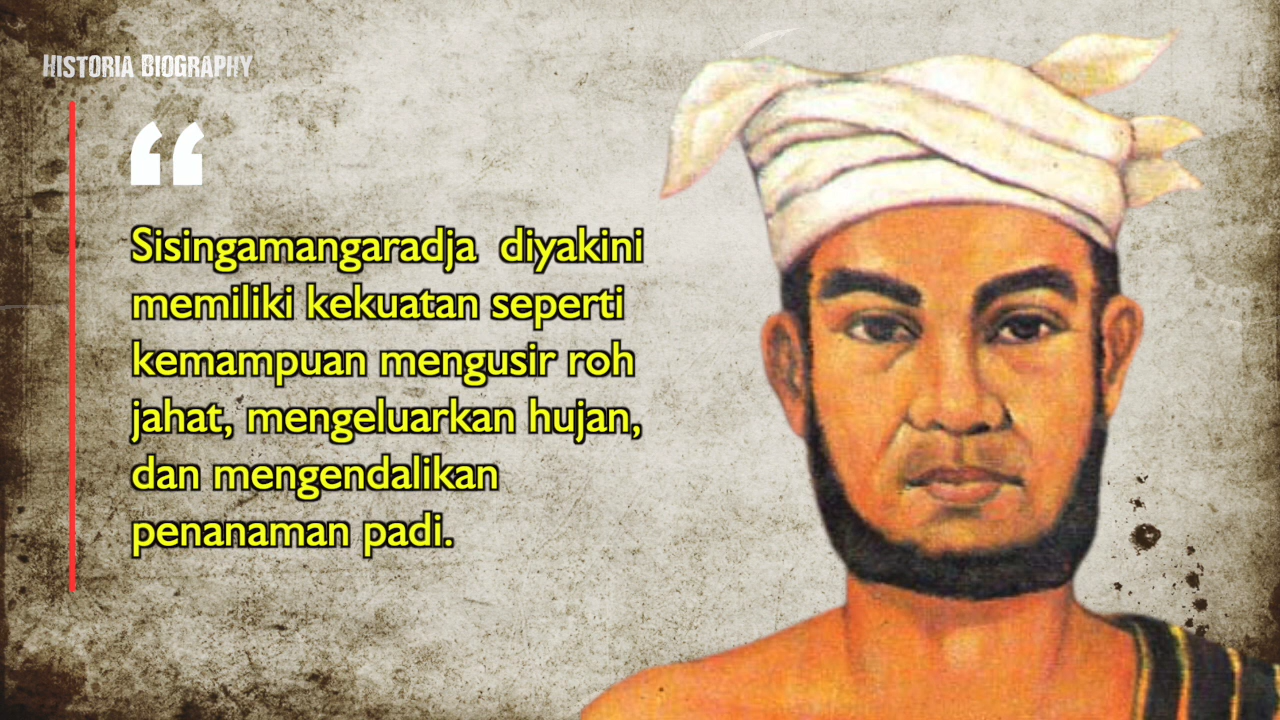 HISTORIA BIOGRAPHY
“
Sisingamangaradja diyakini
memiliki kekuatan seperti
kemampuan mengusir roh
jahat, mengeluarkan hujan,
dan mengendalikan
penanaman padi.